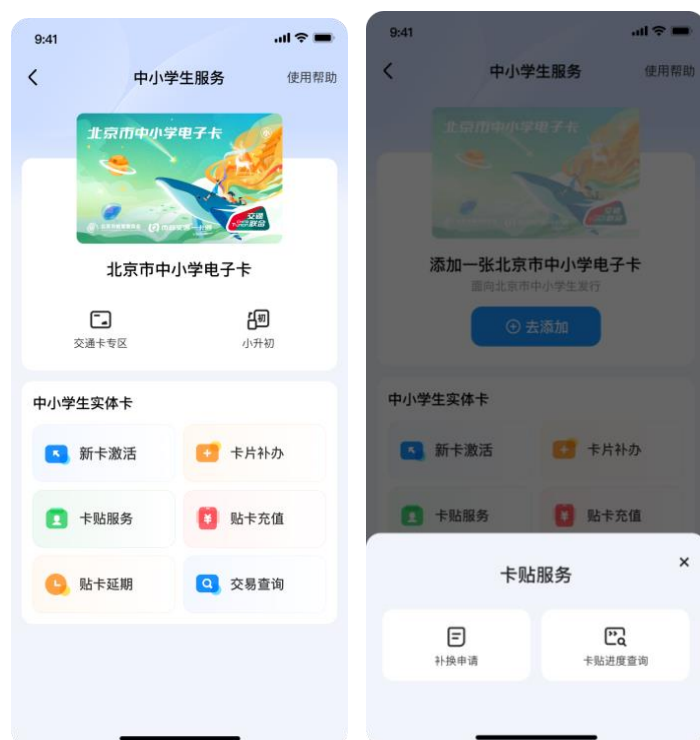 9:41
中小学生服务
使用帮助
北京市中小学电子卡
交通联合
北京市中小学电子卡
交通卡专区
小升初
中小学生实体卡
新卡激活
卡片补办
卡贴服务
贴卡充值
贴卡延期
交易查询
9:41
中小学生服务
使用帮助
北京市中小学电子卡
交通联合
添加一张北京市中小学电子卡
面向北京市中小学生发行
去添加
中小学生实体卡
新卡激活
卡片补办
卡贴服务
贴卡充值
卡贴服务
补换申请
卡贴进度查询